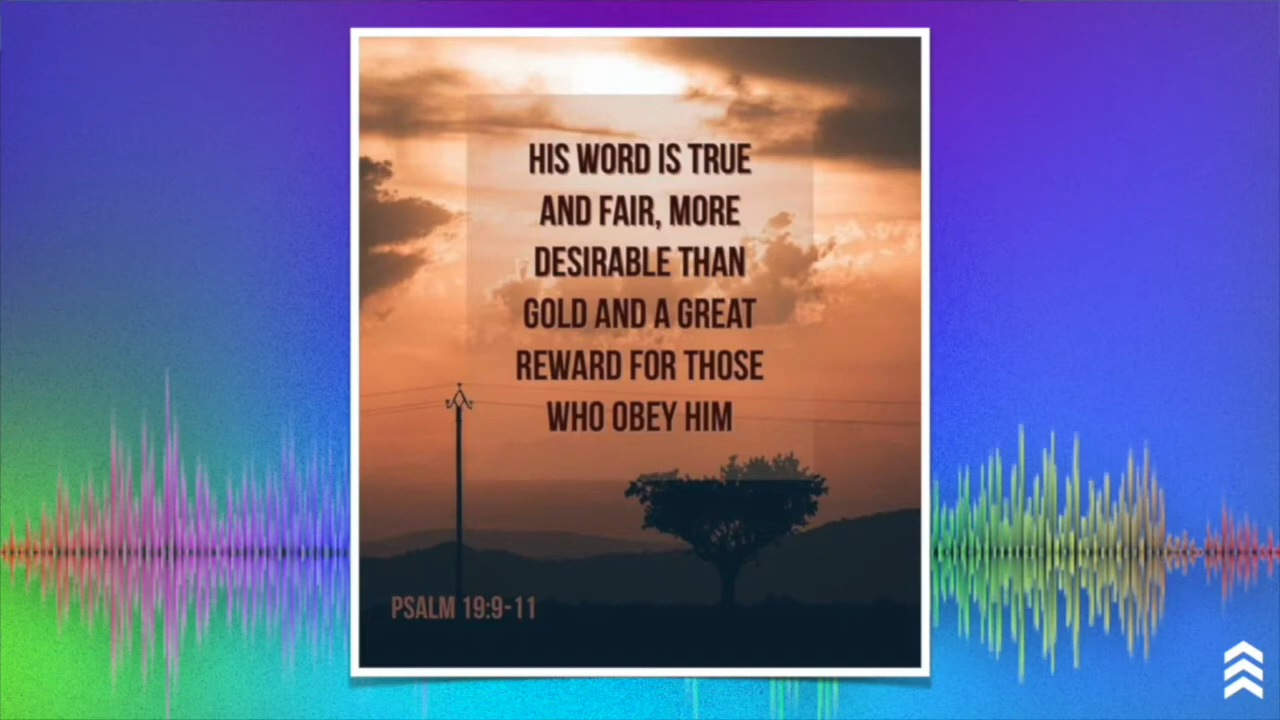 HIS WORD IS TRUE
AND FAIR, MORE
DESIRABLE THAN
GOLD AND A GREAT
REWARD FOR THOSE
WHO OBEY HIM
PSALM 19:9-11